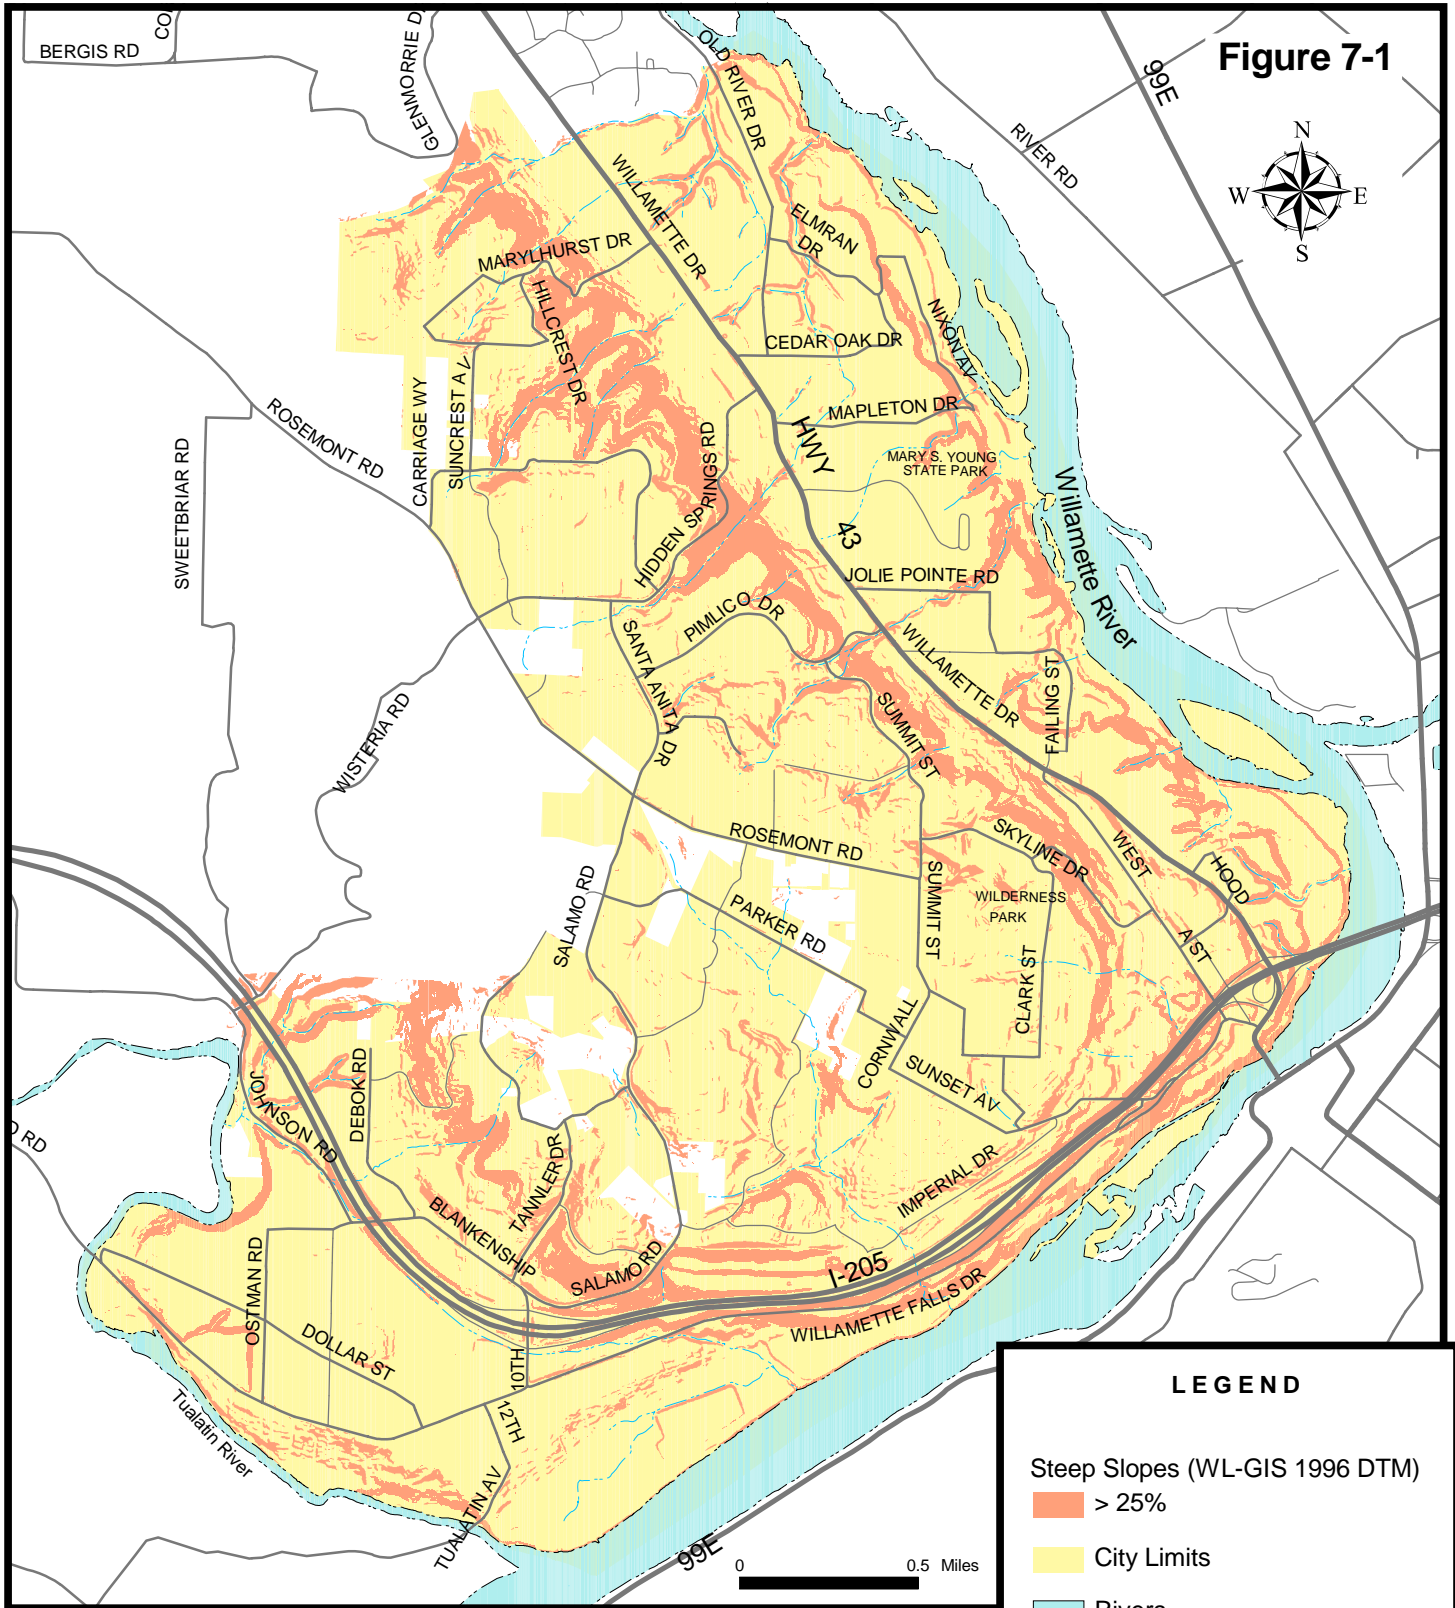 Figure 7-1
BERGIS RD
GLENMORRIE D
OLD RIVER DR
99E
RIVER RD
N
W
E
S
WILLAMETTE DR
ELMRAN
DR
MARYLHURST DR
HILLCREST DR
NIXON AV
CEDAR OAK DR
CARRIAGE WY
SUNCREST AV
ROSEMONT RD
MAPLETON DR
HWY
SWEETBRIAR RD
HIDDEN SPRINGS RD
MARY S. YOUNG
STATE PARK
Willamette River
43
JOLIE POINTE RD
PIMLICO DR
SANTA ANITA DR
WILLAMETTE DR
FAILING ST
WISTERIA RD
SUMMIT ST
ROSEMONT RD
SKYLINE DR
WEST
A ST
HOOD
SALAMO RD
PARKER RD
SUMMIT ST
WILDERNESS
PARK
CLARK ST
CORNWALL
SUNSET AV
JOHNSON RD
DEBOK RD
O RD
TANNLER DR
BLANKENSHIP
IMPERIAL DR
SALAMO RD
I-205
WILLAMETTE FALLS DR
OSTMAN RD
DOLLAR ST
10TH
12TH
Tualatin River
TUALATIN AV
99E
0 0.5 Miles
LEGEND
Steep Slopes (WL-GIS 1996 DTM)
> 25%
City Limits
Rivers